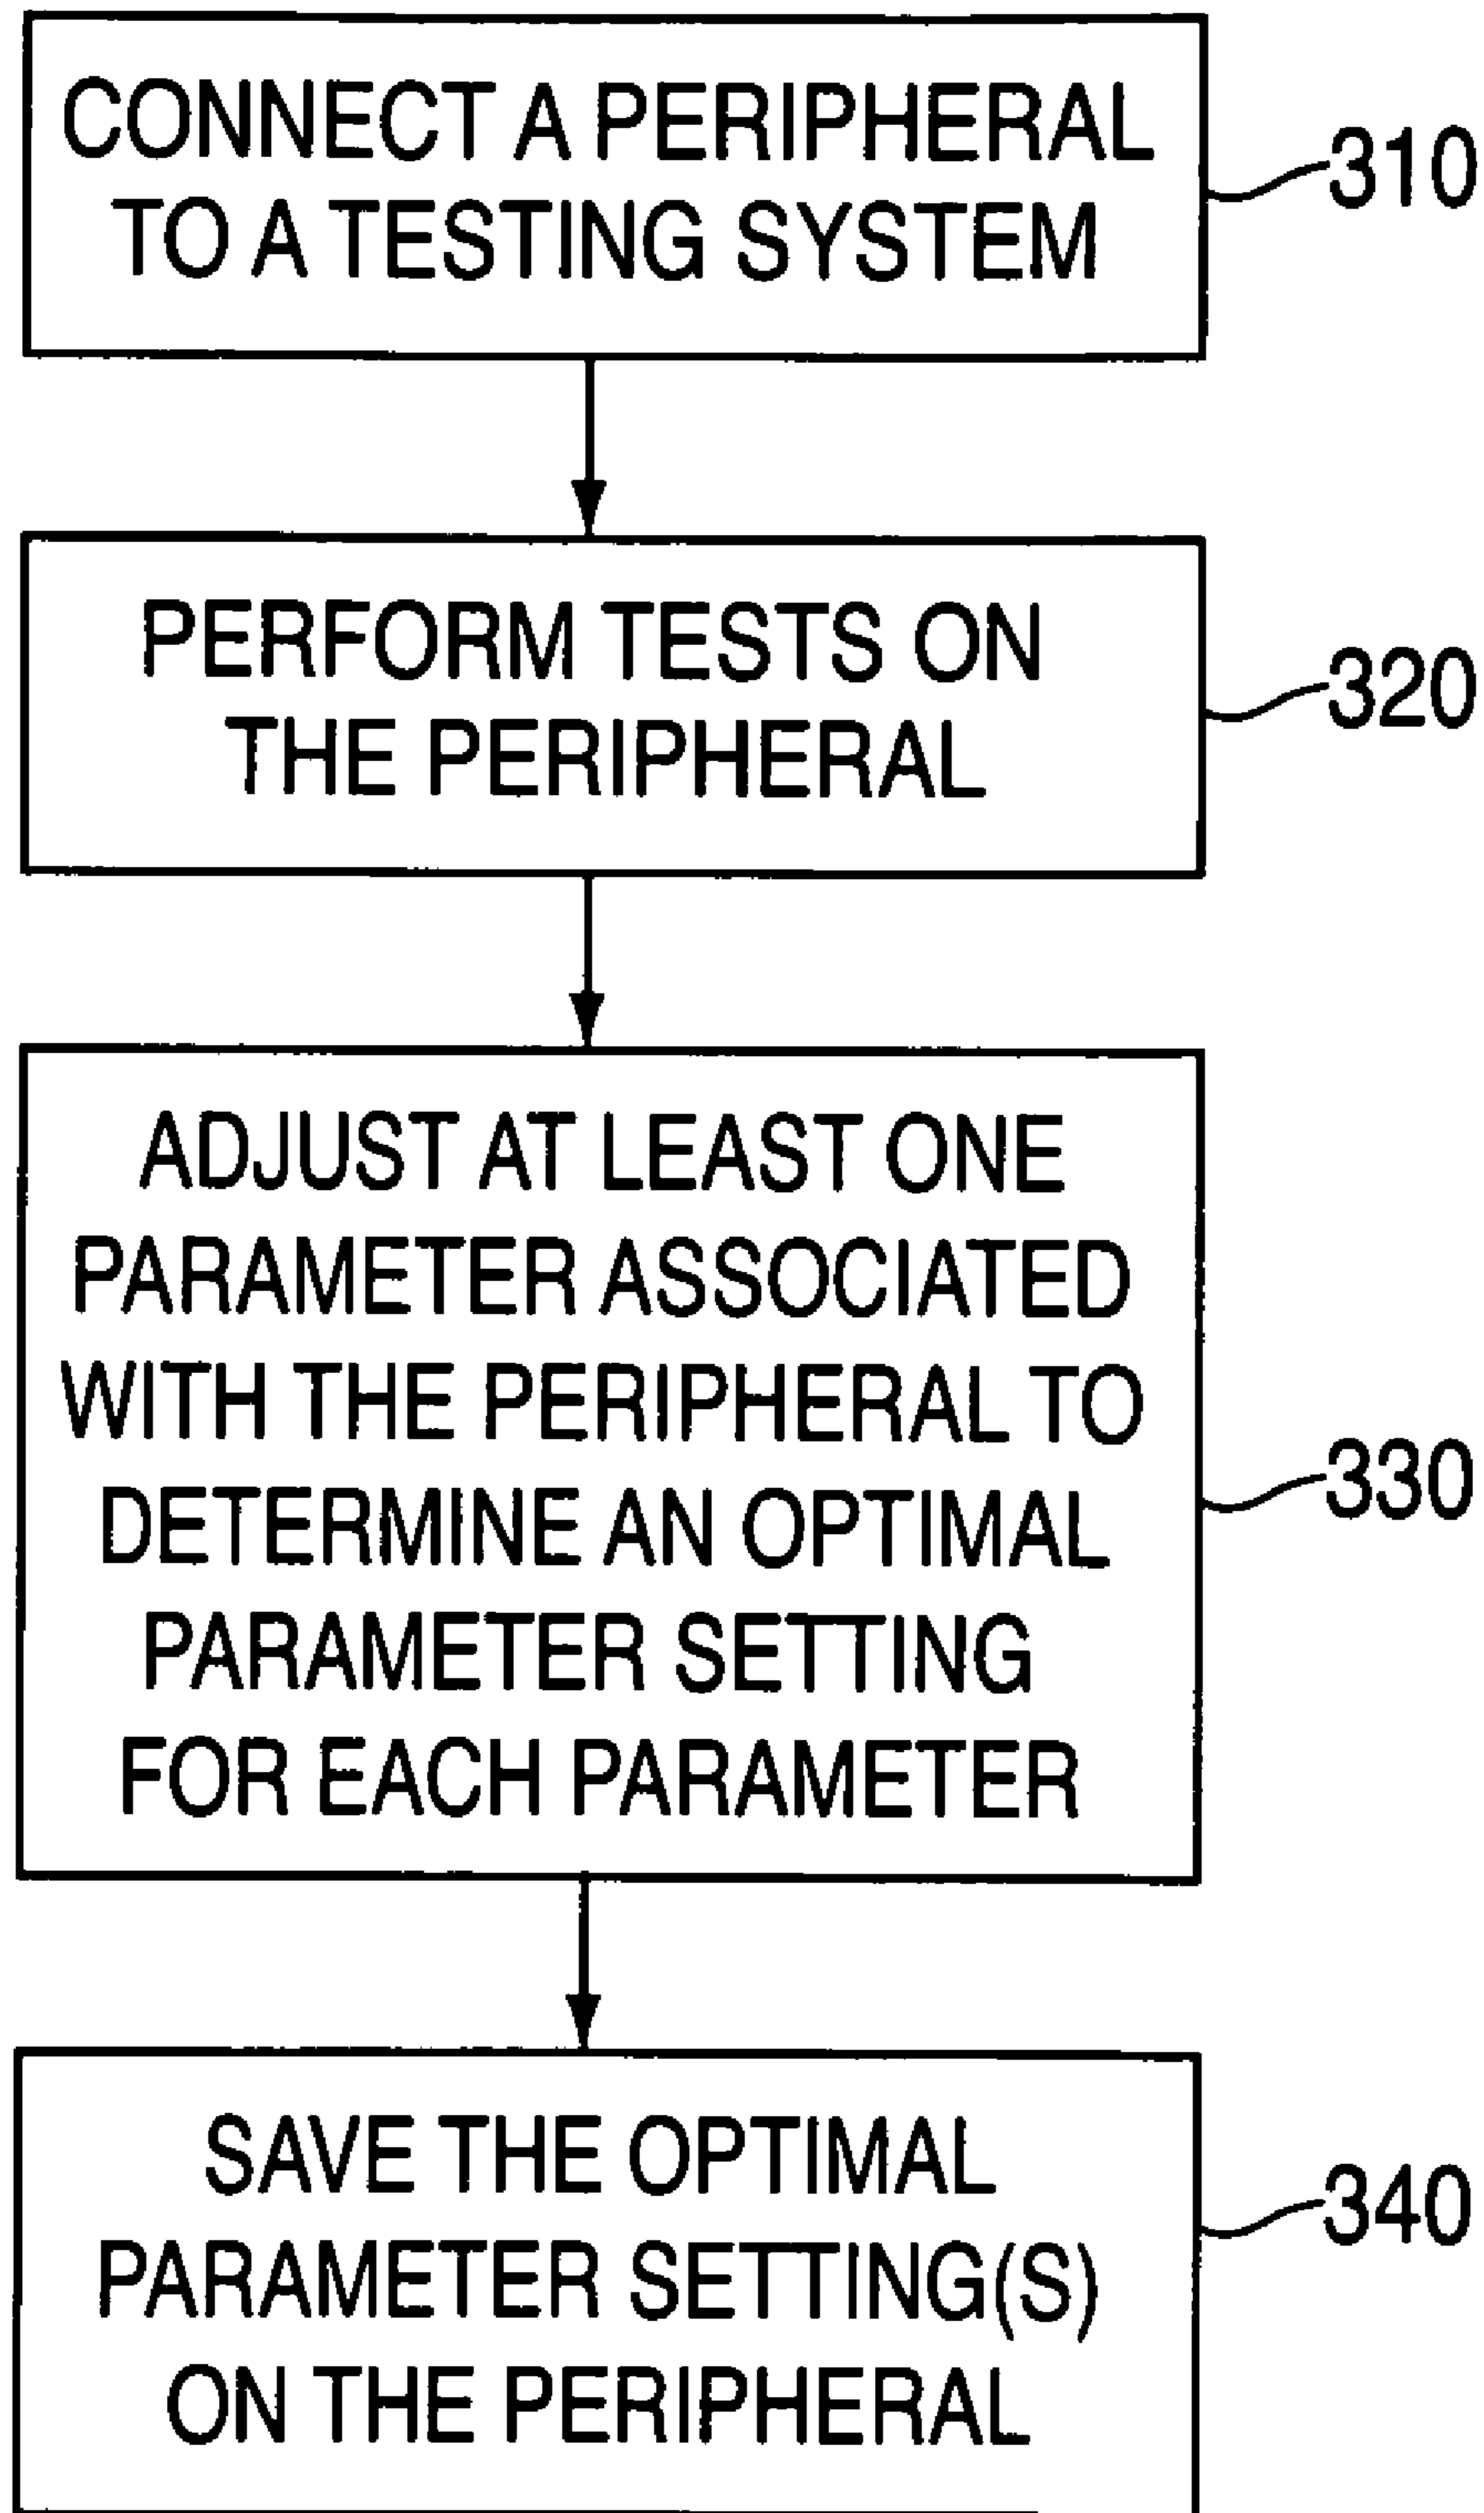 CONNECT A PERIPHERAL
TO A TESTING SYSTEM
310
PERFORM TESTS ON
THE PERIPHERAL
320
ADJUST AT LEAST ONE
PARAMETER ASSOCIATED
WITH THE PERIPHERAL TO
DETERMINE AN OPTIMAL
PARAMETER SETTING
FOR EACH PARAMETER
330
SAVE THE OPTIMAL
PARAMETER SETTING(S)
ON THE PERIPHERAL
340